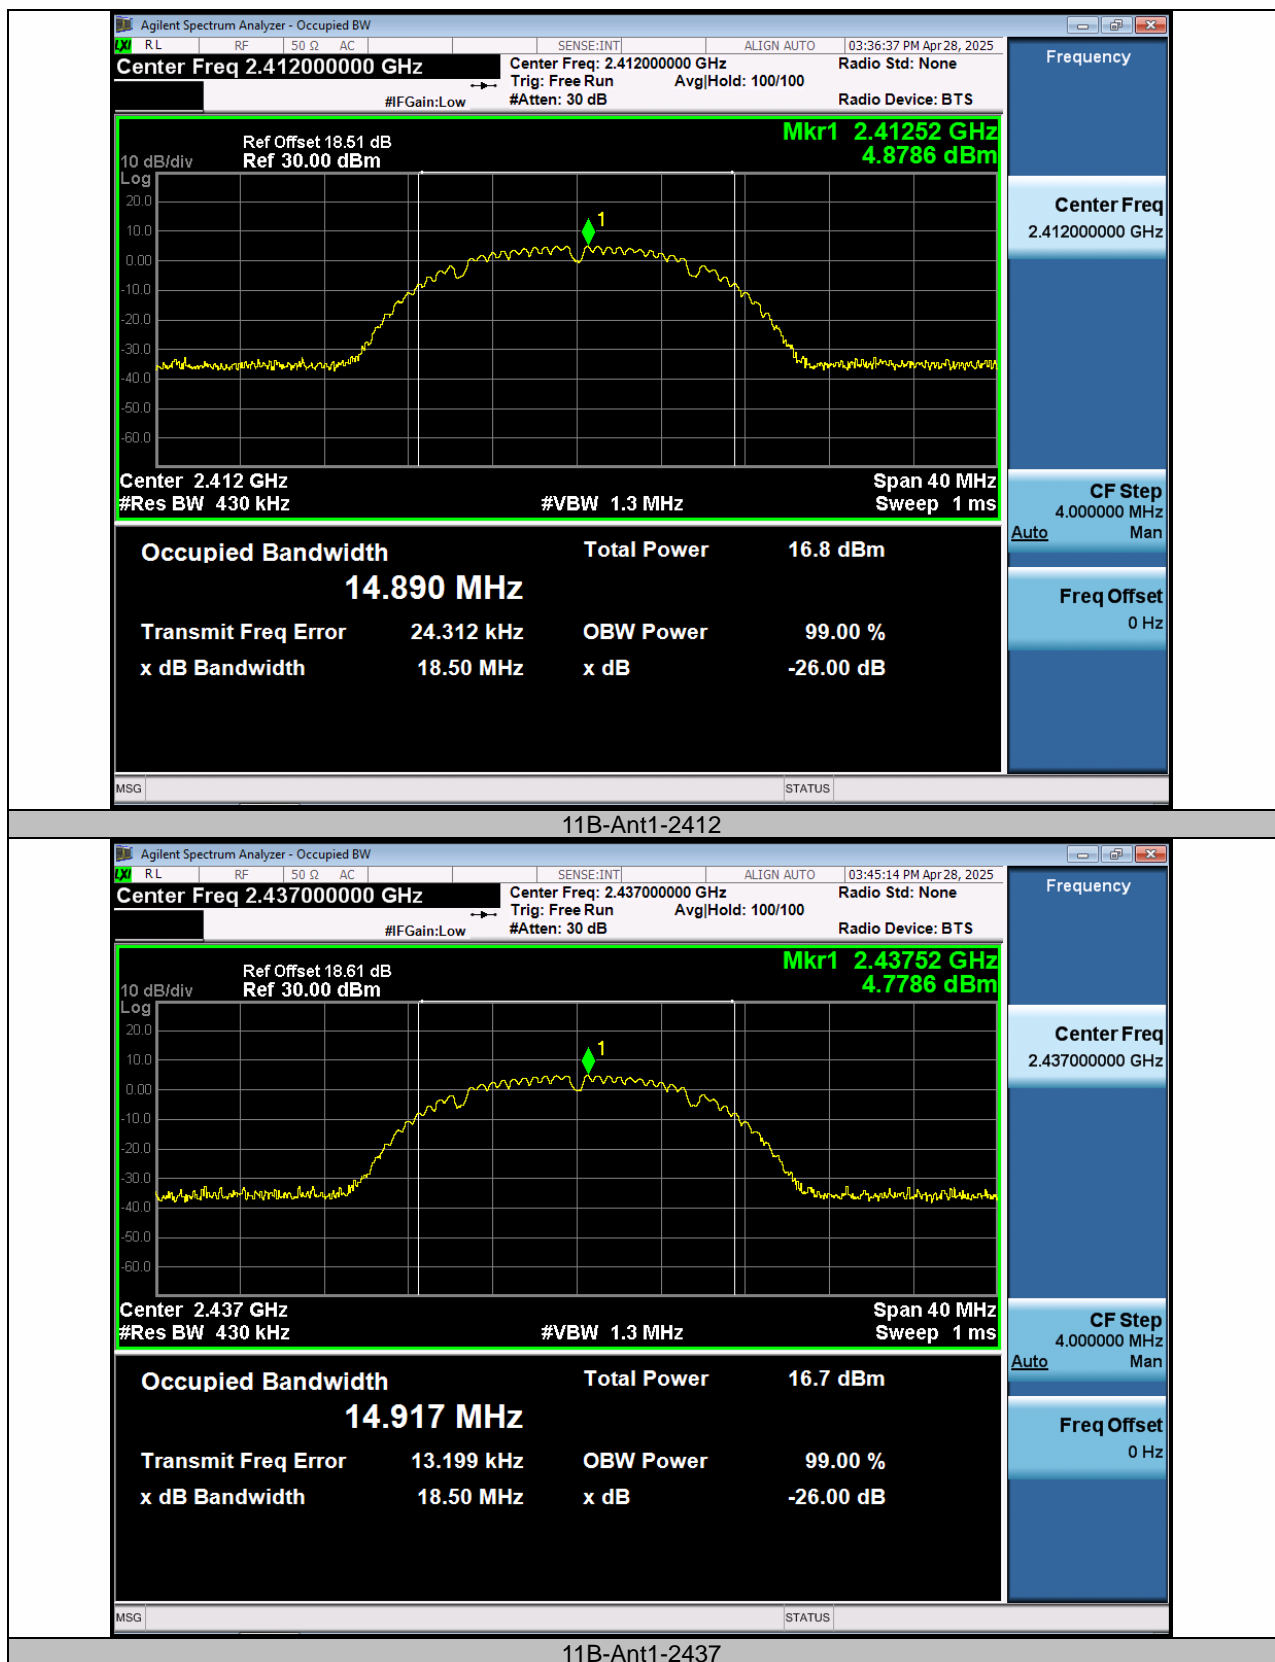 Agilent Spectrum Analyzer - Occupied BW
LXI RL RF 50 Ω AC SENSE:INT ALIGN AUTO 03:36:37 PM Apr 28, 2025
Center Freq 2.412000000 GHz Center Freq: 2.412000000 GHz Radio Std: None
Trig: Free Run Avg|Hold: 100/100
#IFGain:Low #Atten: 30 dB Radio Device: BTS
Mkr1 2.41252 GHz
Ref Offset 18.51 dB
10 dB/div Ref 30.00 dBm 4.8786 dBm
Log
20.0
1
10.0
0.00
-10.0
-20.0
-30.0
-40.0
-50.0
-60.0
Center 2.412 GHz Span 40 MHz
#Res BW 430 kHz #VBW 1.3 MHz Sweep 1 ms
Occupied Bandwidth Total Power 16.8 dBm
14.890 MHz
Transmit Freq Error 24.312 kHz OBW Power 99.00 %
x dB Bandwidth 18.50 MHz x dB -26.00 dB
MSG STATUS
Frequency
Center Freq
2.412000000 GHz
CF Step
4.000000 MHz
Auto Man
Freq Offset
0 Hz
11B-Ant1-2412
Agilent Spectrum Analyzer - Occupied BW
LXI RL RF 50 Ω AC SENSE:INT ALIGN AUTO 03:45:14 PM Apr 28, 2025
Center Freq 2.437000000 GHz Center Freq: 2.437000000 GHz Radio Std: None
Trig: Free Run Avg|Hold: 100/100
#IFGain:Low #Atten: 30 dB Radio Device: BTS
Mkr1 2.43752 GHz
Ref Offset 18.61 dB
10 dB/div Ref 30.00 dBm 4.7786 dBm
Log
20.0
1
10.0
0.00
-10.0
-20.0
-30.0
-40.0
-50.0
-60.0
Center 2.437 GHz Span 40 MHz
#Res BW 430 kHz #VBW 1.3 MHz Sweep 1 ms
Occupied Bandwidth Total Power 16.7 dBm
14.917 MHz
Transmit Freq Error 13.199 kHz OBW Power 99.00 %
x dB Bandwidth 18.50 MHz x dB -26.00 dB
MSG STATUS
Frequency
Center Freq
2.437000000 GHz
CF Step
4.000000 MHz
Auto Man
Freq Offset
0 Hz
11B-Ant1-2437